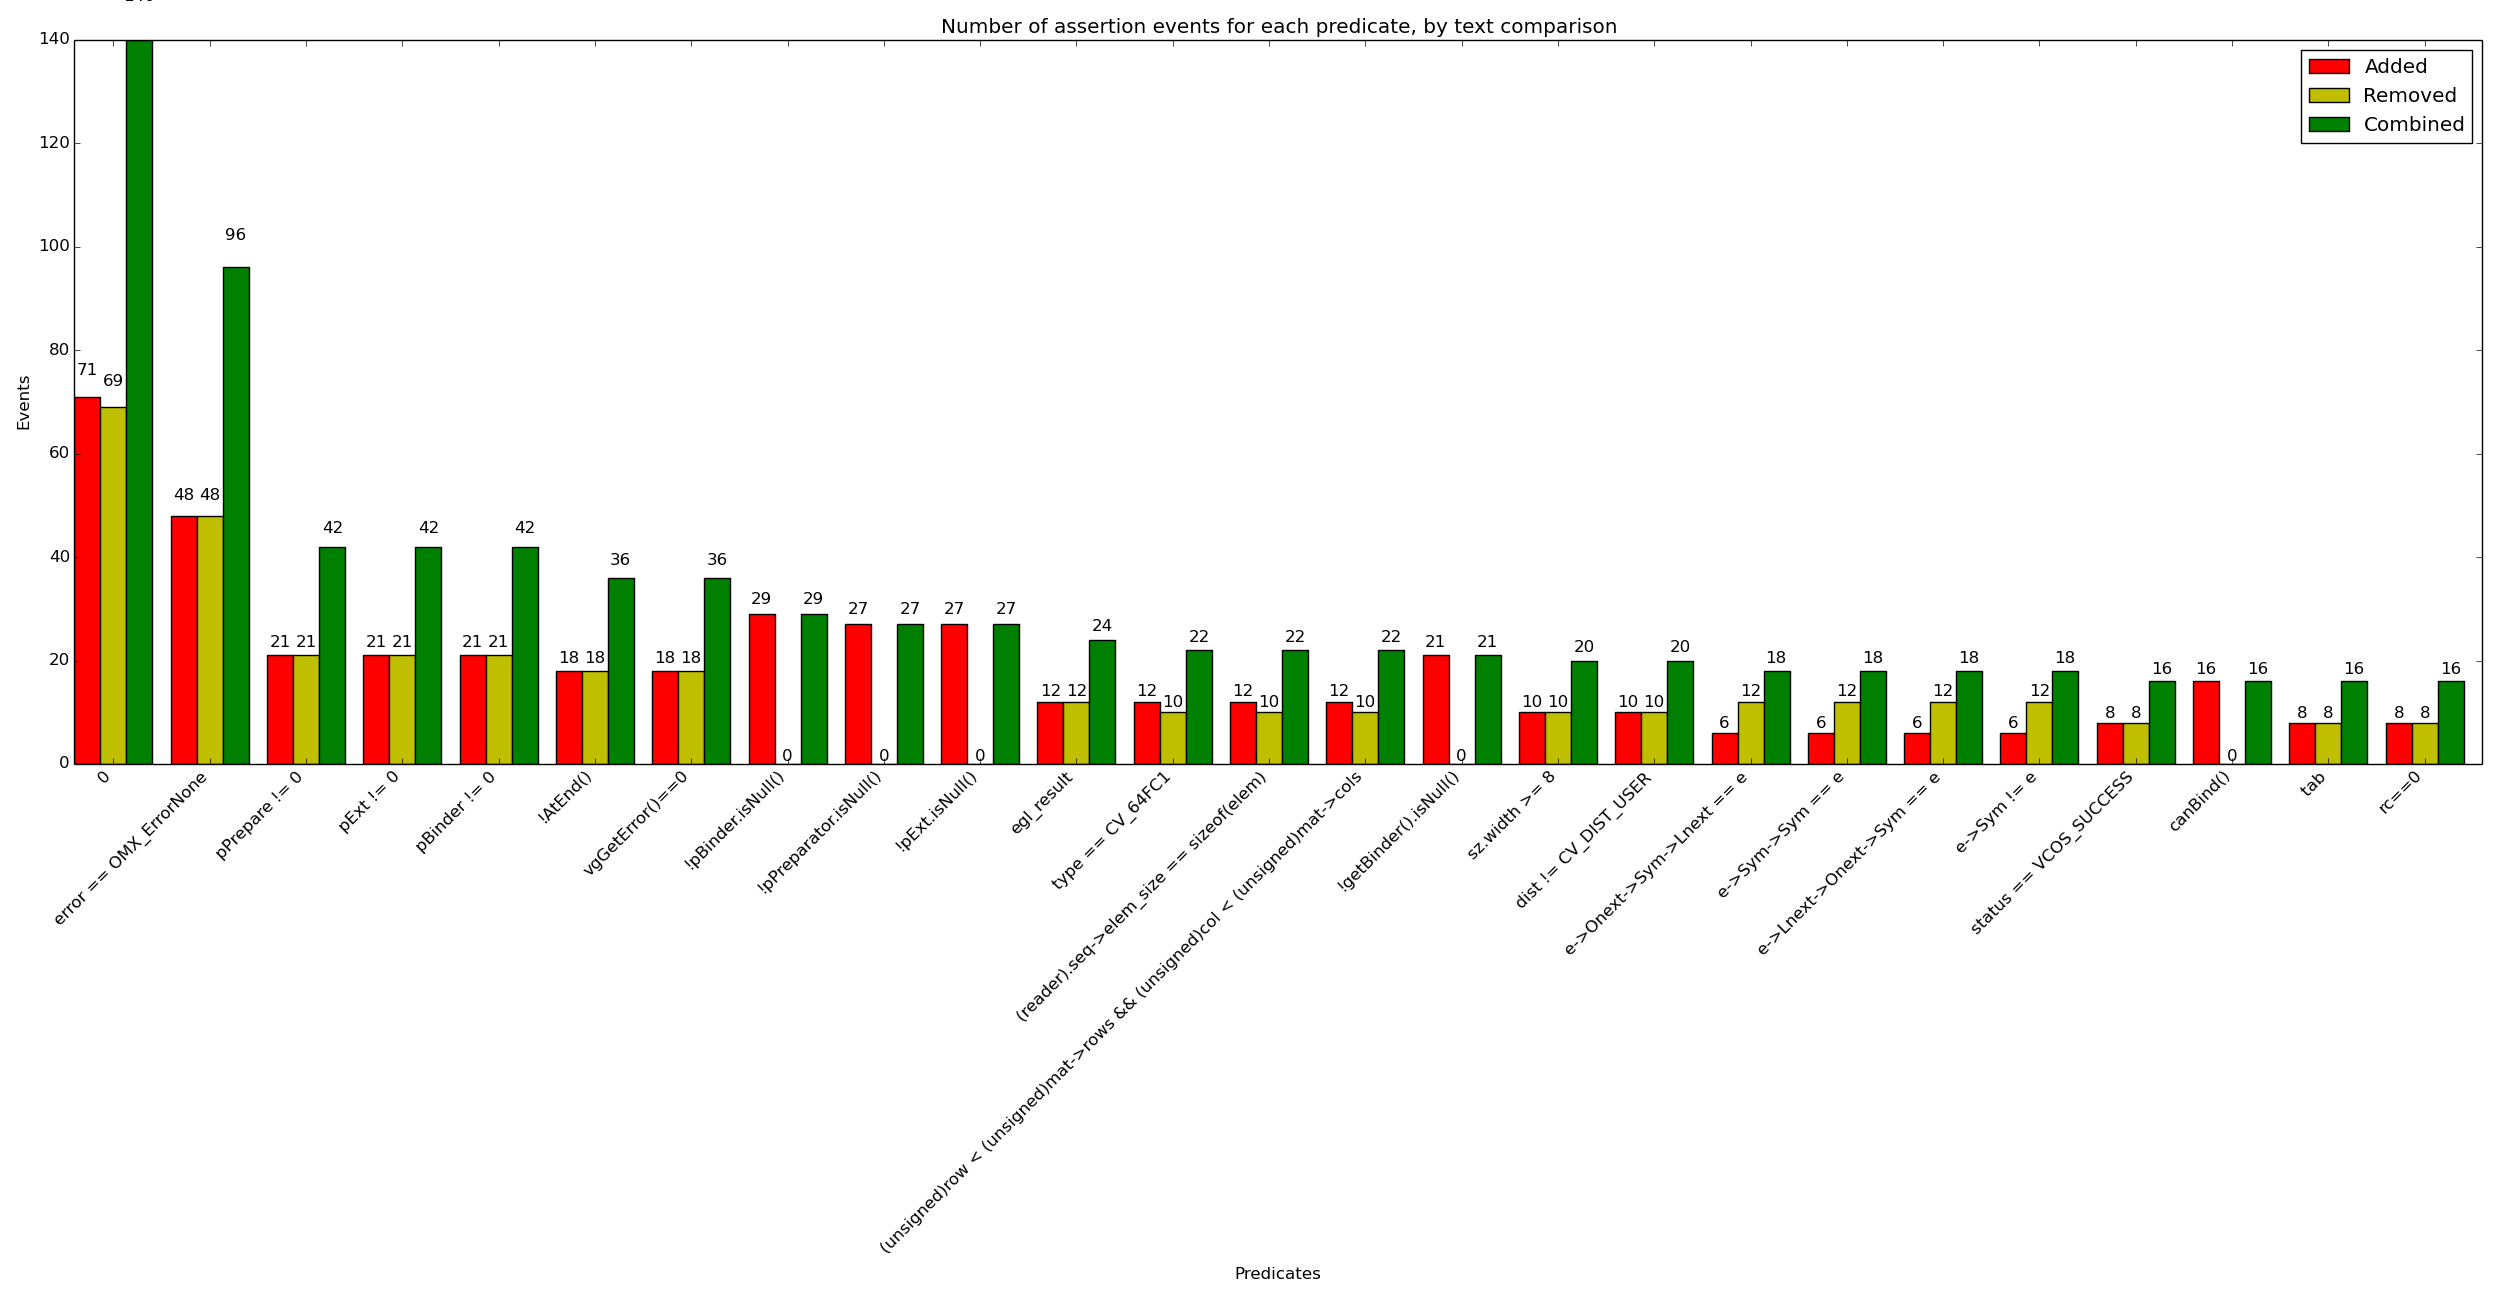 Number of assertion events for each predicate, by text comparison
140
120
100
80
60
40
20
0
Events
Added
Removed
Combined
71 69
48 48 96
21 21 42
21 21 42
21 21 42
18 18 36
18 18 36
29 0 29
27 0 27
27 0 27
12 12 24
12 10 22
12 10 22
12 10 22
21 0 21
10 10 20
10 10 20
6 12 18
6 12 18
6 12 18
6 12 18
8 8 16
16 0 16
8 8 16
8 8 16
0
error == OMX_ErrorNone
pPrepare != 0
pExt != 0
pBinder != 0
!AtEnd()
vgGetError()==0
!pBinder.isNull()
!pPreparator.isNull()
!pExt.isNull()
egl_result
type == CV_64FC1
(reader).seq->elem_size == sizeof(elem)
(unsigned)row < (unsigned)mat->rows && (unsigned)col < (unsigned)mat->cols
!getBinder().isNull()
sz.width >= 8
dist != CV_DIST_USER
e->Onext->Sym->Lnext == e
e->Sym->Sym == e
e->Lnext->Onext->Sym == e
e->Sym != e
status == VCOS_SUCCESS
canBind()
tab
rc==0
Predicates